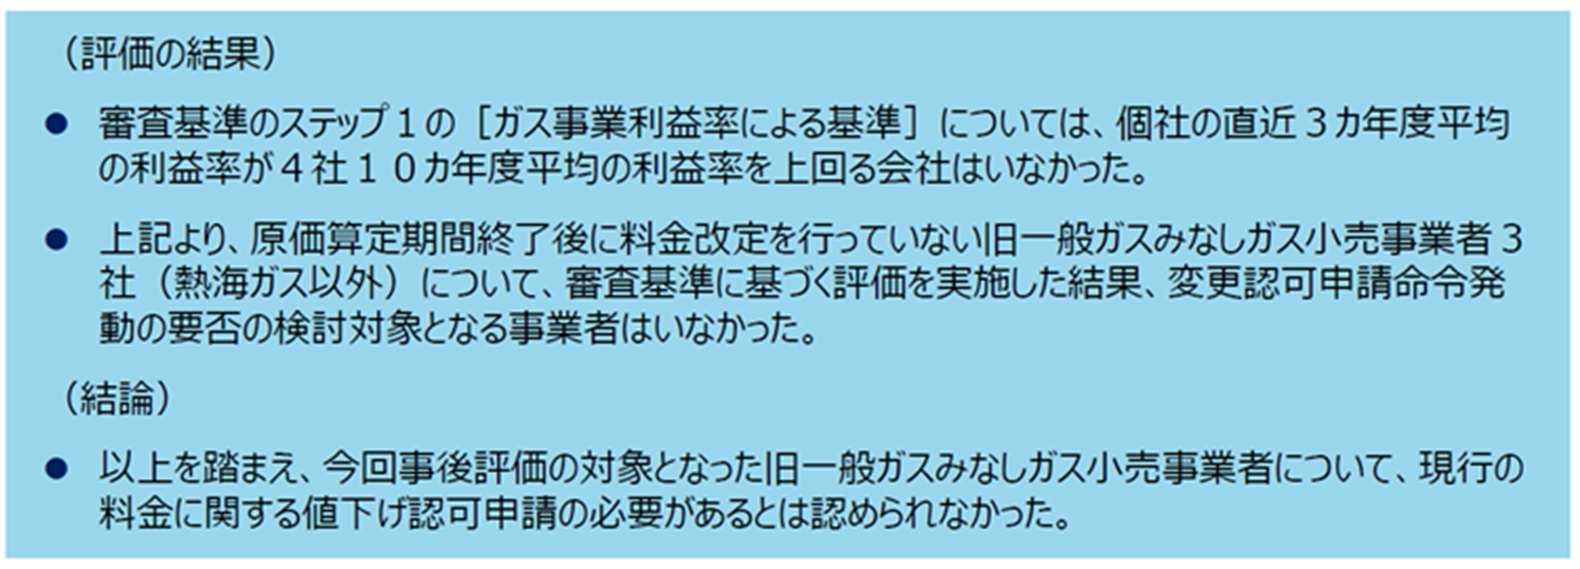 （評価の結果）
● 審査基準のステップ１の［ガス事業利益率による基準］については、個社の直近３カ年度平均
の利益率が４社１０カ年度平均の利益率を上回る会社はいなかった。
● 上記より、原価算定期間終了後に料金改定を行っていない旧一般ガスみなしガス小売事業者３
社（熱海ガス以外）について、審査基準に基づく評価を実施した結果、変更認可申請命令発
動の要否の検討対象となる事業者はいなかった。
（結論）
● 以上を踏まえ、今回事後評価の対象となった旧一般ガスみなしガス小売事業者について、現行の
料金に関する値下げ認可申請の必要があるとは認められなかった。